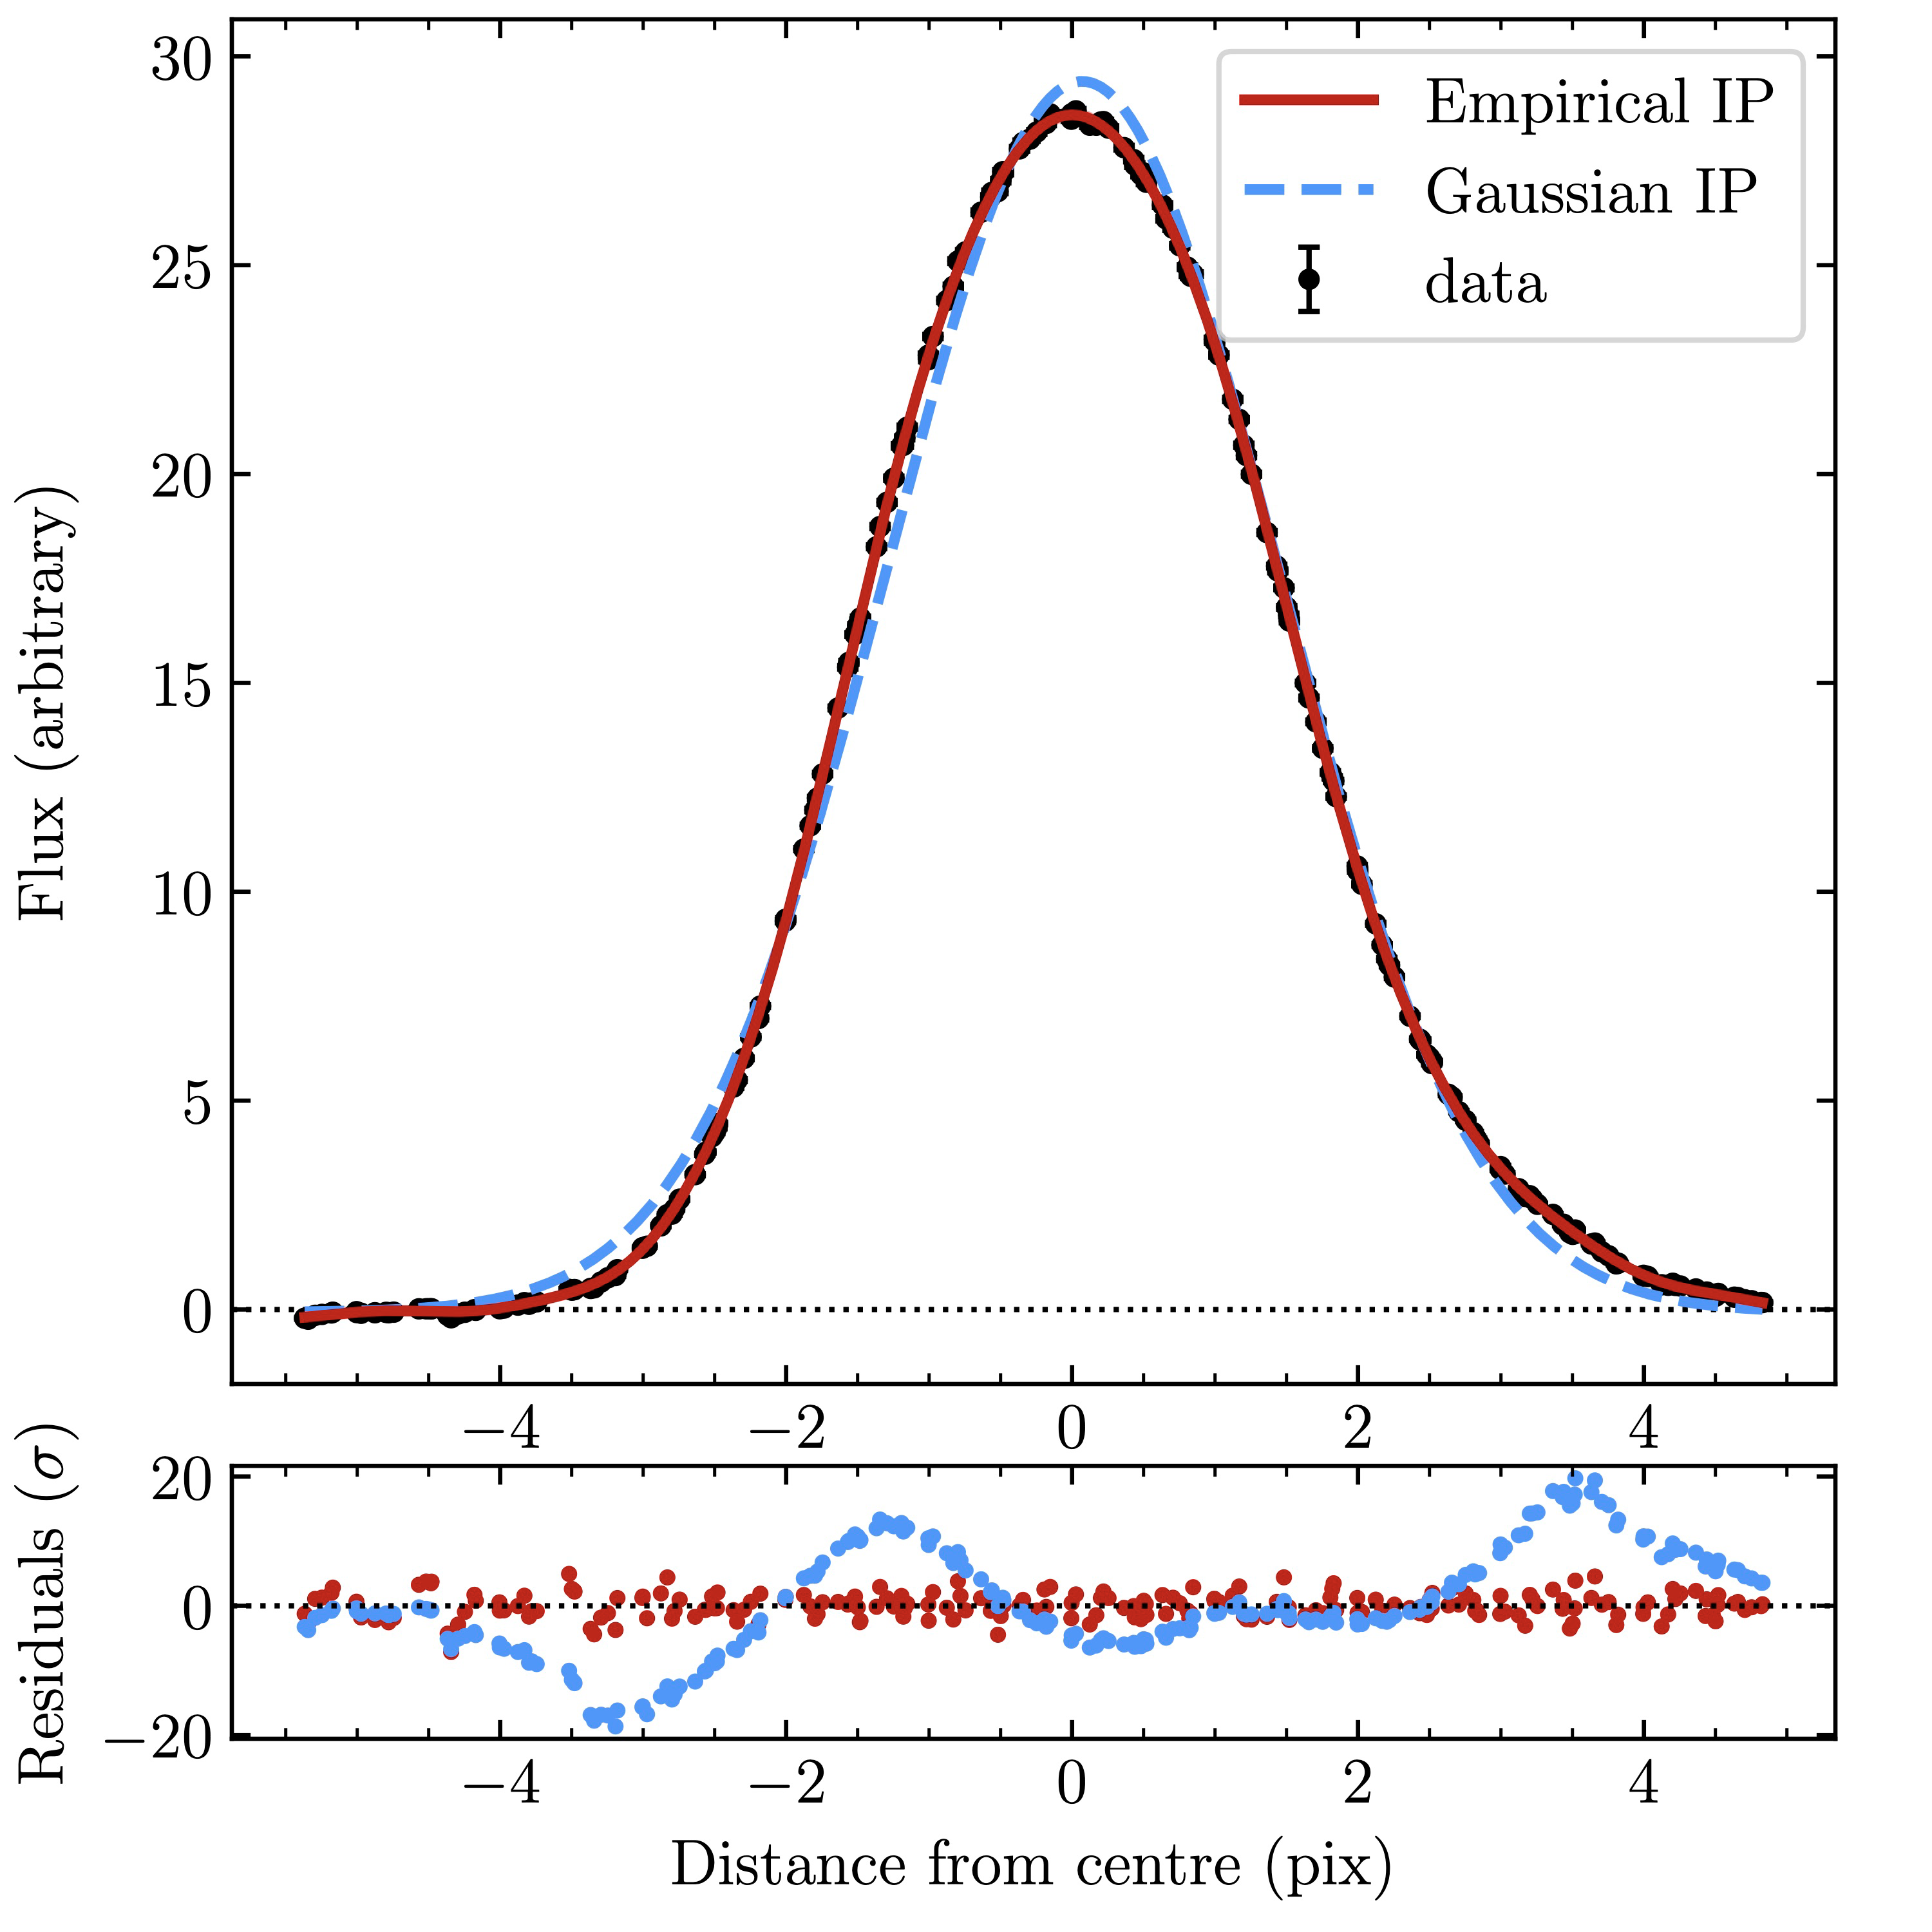 30
25
20
15
10
5
0
Flux (arbitrary)
Empirical IP
Gaussian IP
data
−4 −2 0 2 4
20
0
−20
Residuals (σ)
−4 −2 0 2 4
Distance from centre (pix)